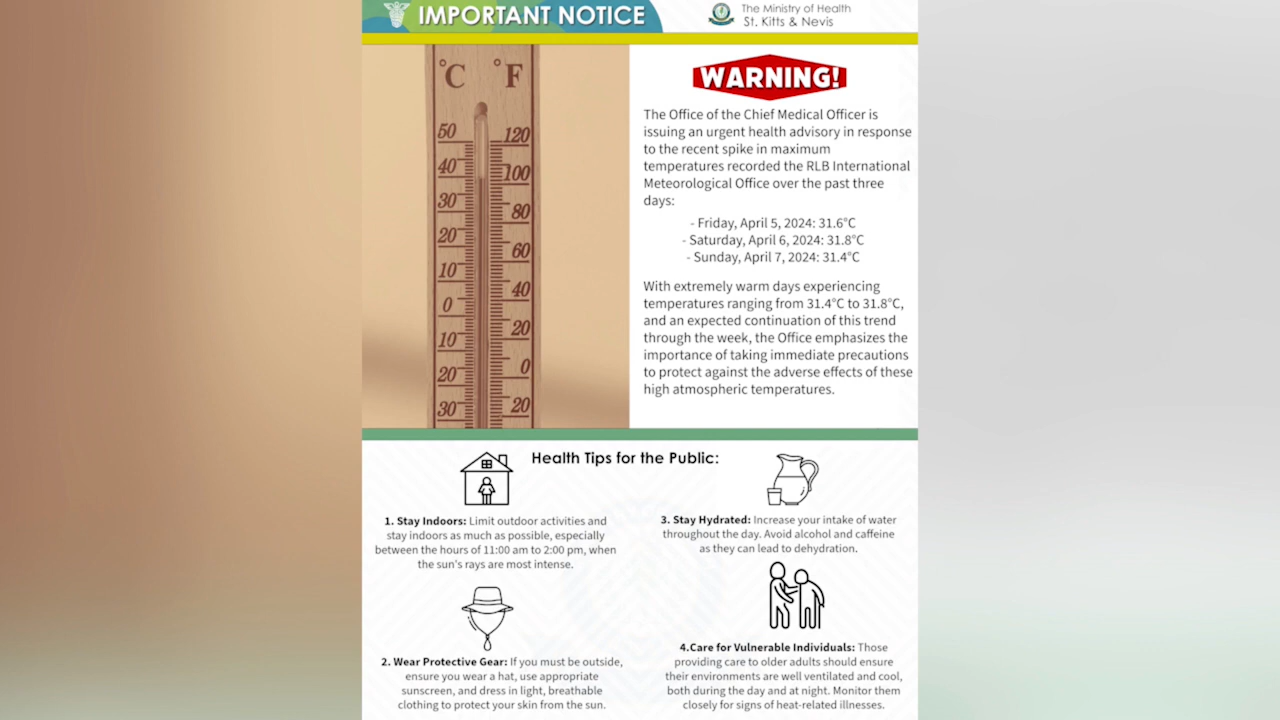 IMPORTANT NOTICE
The Ministry of Health
St. Kitts & Nevis
°C °F
50 120
40 100
30 80
20 60
10 40
0 20
10 0
20 20
30
WARNING!
The Office of the Chief Medical Officer is
issuing an urgent health advisory in response
to the recent spike in maximum
temperatures recorded the RLB International
Meteorological Office over the past three
days:
- Friday, April 5, 2024: 31.6°C
- Saturday, April 6, 2024: 31.8°C
- Sunday, April 7, 2024: 31.4°C
With extremely warm days experiencing
temperatures ranging from 31.4°C to 31.8°C,
and an expected continuation of this trend
through the week, the Office emphasizes the
importance of taking immediate precautions
to protect against the adverse effects of these
high atmospheric temperatures.
Health Tips for the Public:
1. Stay Indoors: Limit outdoor activities and
stay indoors as much as possible, especially
between the hours of 11:00 am to 2:00 pm, when
the sun's rays are most intense.
2. Wear Protective Gear: If you must be outside,
ensure you wear a hat, use appropriate
sunscreen, and dress in light, breathable
clothing to protect your skin from the sun.
3. Stay Hydrated: Increase your intake of water
throughout the day. Avoid alcohol and caffeine
as they can lead to dehydration.
4.Care for Vulnerable Individuals: Those
providing care to older adults should ensure
their environments are well ventilated and cool,
both during the day and at night. Monitor them
closely for signs of heat-related illnesses.